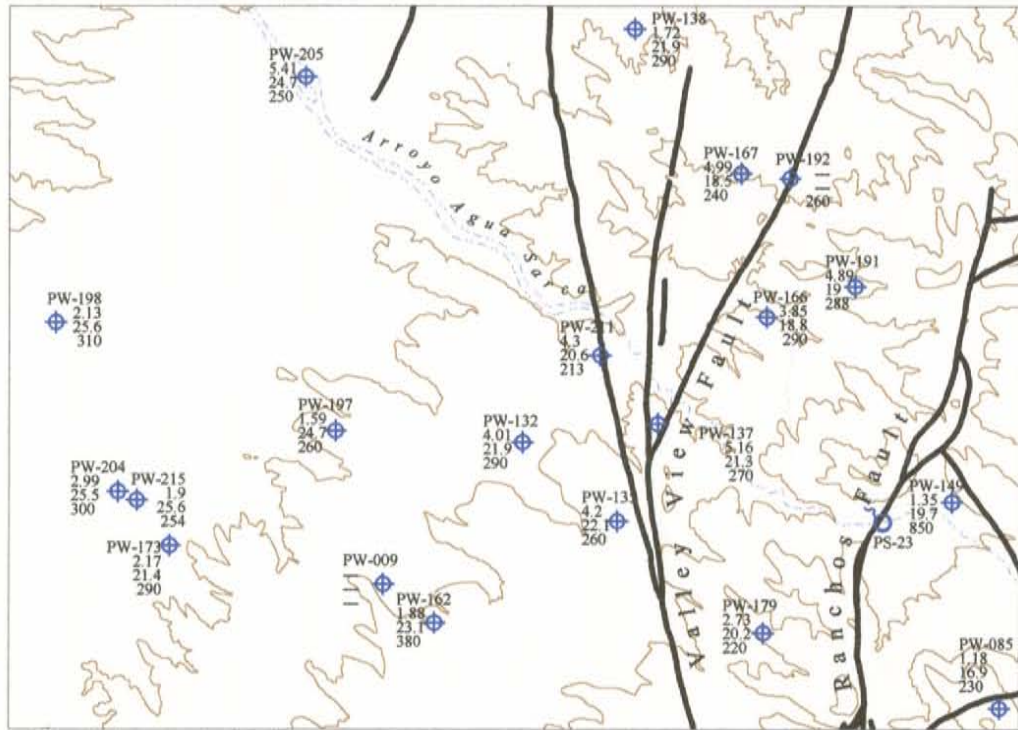 PW-138
1.72
21.9
290
PW-205
5.41
24.7
250
Arroyo Agua Sarca
PW-167
4.99
18.5
240
PW-192
—
—
260
PW-191
4.89
19
288
PW-198
2.13
25.6
310
PW-166
3.85
18.8
290
PW-211
4.3
20.6
213
PW-197
1.59
24.7
260
PW-132
4.01
21.9
290
PW-137
5.16
21.3
270
Valley View Fault
PW-204
2.99
25.5
300
PW-215
1.9
25.6
254
PW-149
1.35
19.7
850
4.2
22.1
260
PS-23
Ranchos Fault
PW-173
2.17
21.4
290
PW-009
—
—
—
PW-162
1.88
23.1
380
PW-179
2.73
20.2
220
PW-085
1.18
16.9
230